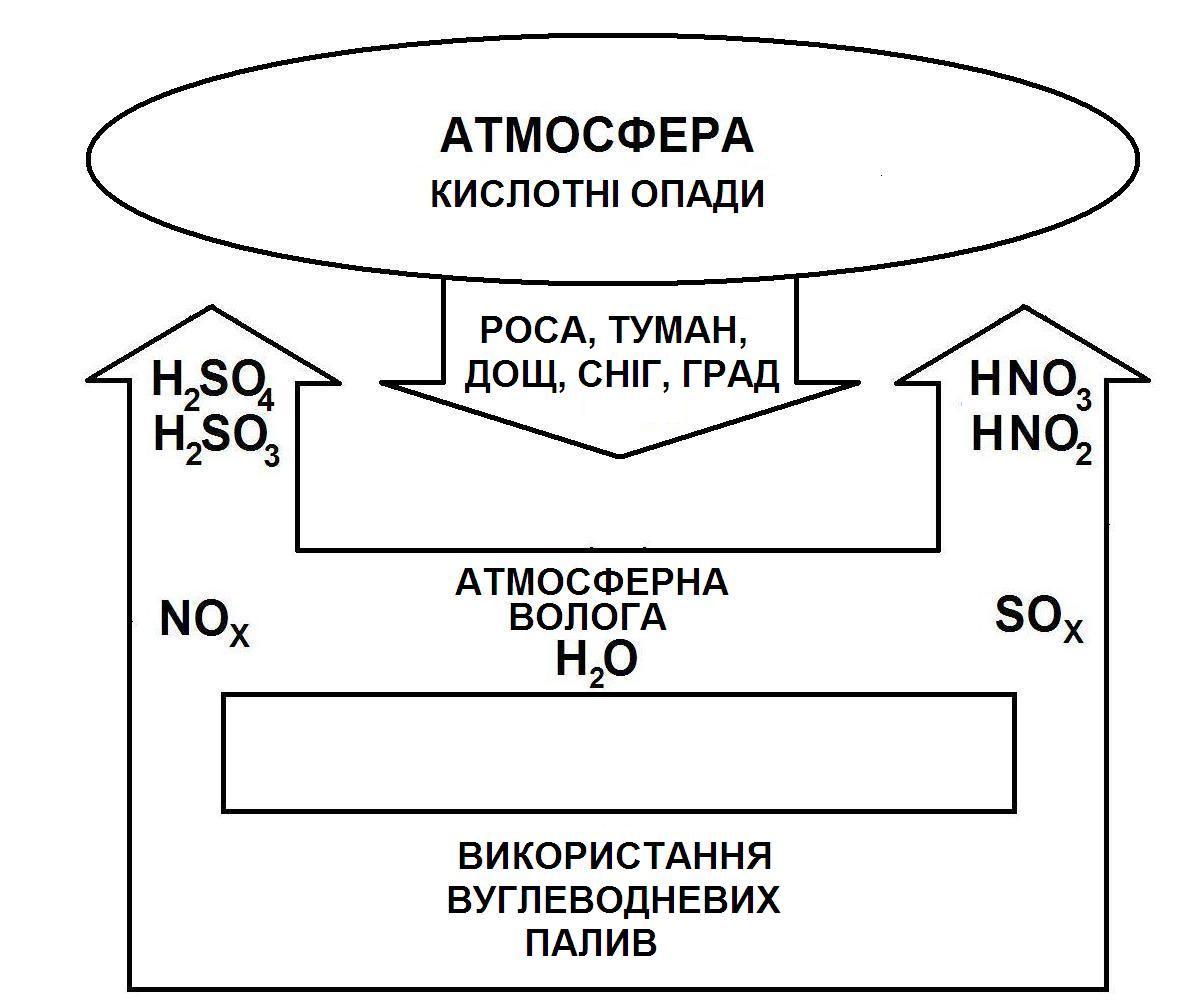 АТМОСФЕРА
КИСЛОТНІ ОПАДИ
РОСА, ТУМАН,
ДОЩ, СНІГ, ГРАД
H₂SO₄
H₂SO₃
HNO₃
HNO₂
АТМОСФЕРНА
ВОЛОГА
H₂O
NOX
SOX
ВИКОРИСТАННЯ
ВУГЛЕВОДНЕВИХ
ПАЛИВ